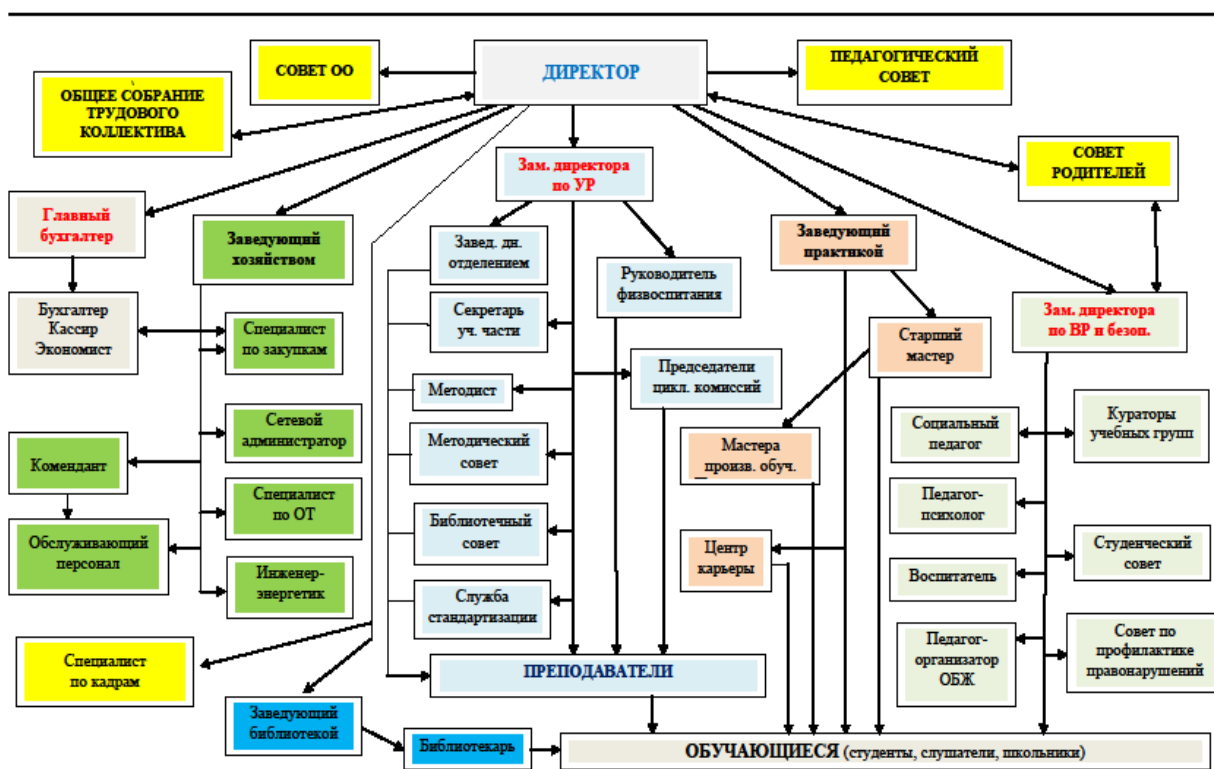 СОВЕТ ОО
ДИРЕКТОР
ПЕДАГОГИЧЕСКИЙ
СОВЕТ
ОБЩЕЕ СОБРАНИЕ
ТРУДОВОГО
КОЛЛЕКТИВА
СОВЕТ
РОДИТЕЛЕЙ
Зам. директора
по УР
Главный
бухгалтер
Заведующий
хозяйством
Завед. дн.
отделением
Руководитель
физвоспитания
Заведующий
практикой
Зам. директора
по ВР и безоп.
Бухгалтер
Кассир
Экономист
Специалист
по закупкам
Секретарь
уч. части
Старший
мастер
Методист
Председатели
цикл. комиссий
Сетевой
администратор
Методический
совет
Мастера
произв. обуч.
Социальный
педагог
Кураторы
учебных групп
Комендант
Специалист
по ОТ
Библиотечный
совет
Педагог-
психолог
Обслуживающий
персонал
Центр
карьеры
Студенческий
совет
Инженер-
энергетик
Служба
стандартизации
Воспитатель
Педагог-
организатор
ОБЖ
Совет по
профилактике
правонарушений
Специалист
по кадрам
ПРЕПОДАВАТЕЛИ
Заведующий
библиотекой
Библиотекарь
ОБУЧАЮЩИЕСЯ (студенты, слушатели, школьники)